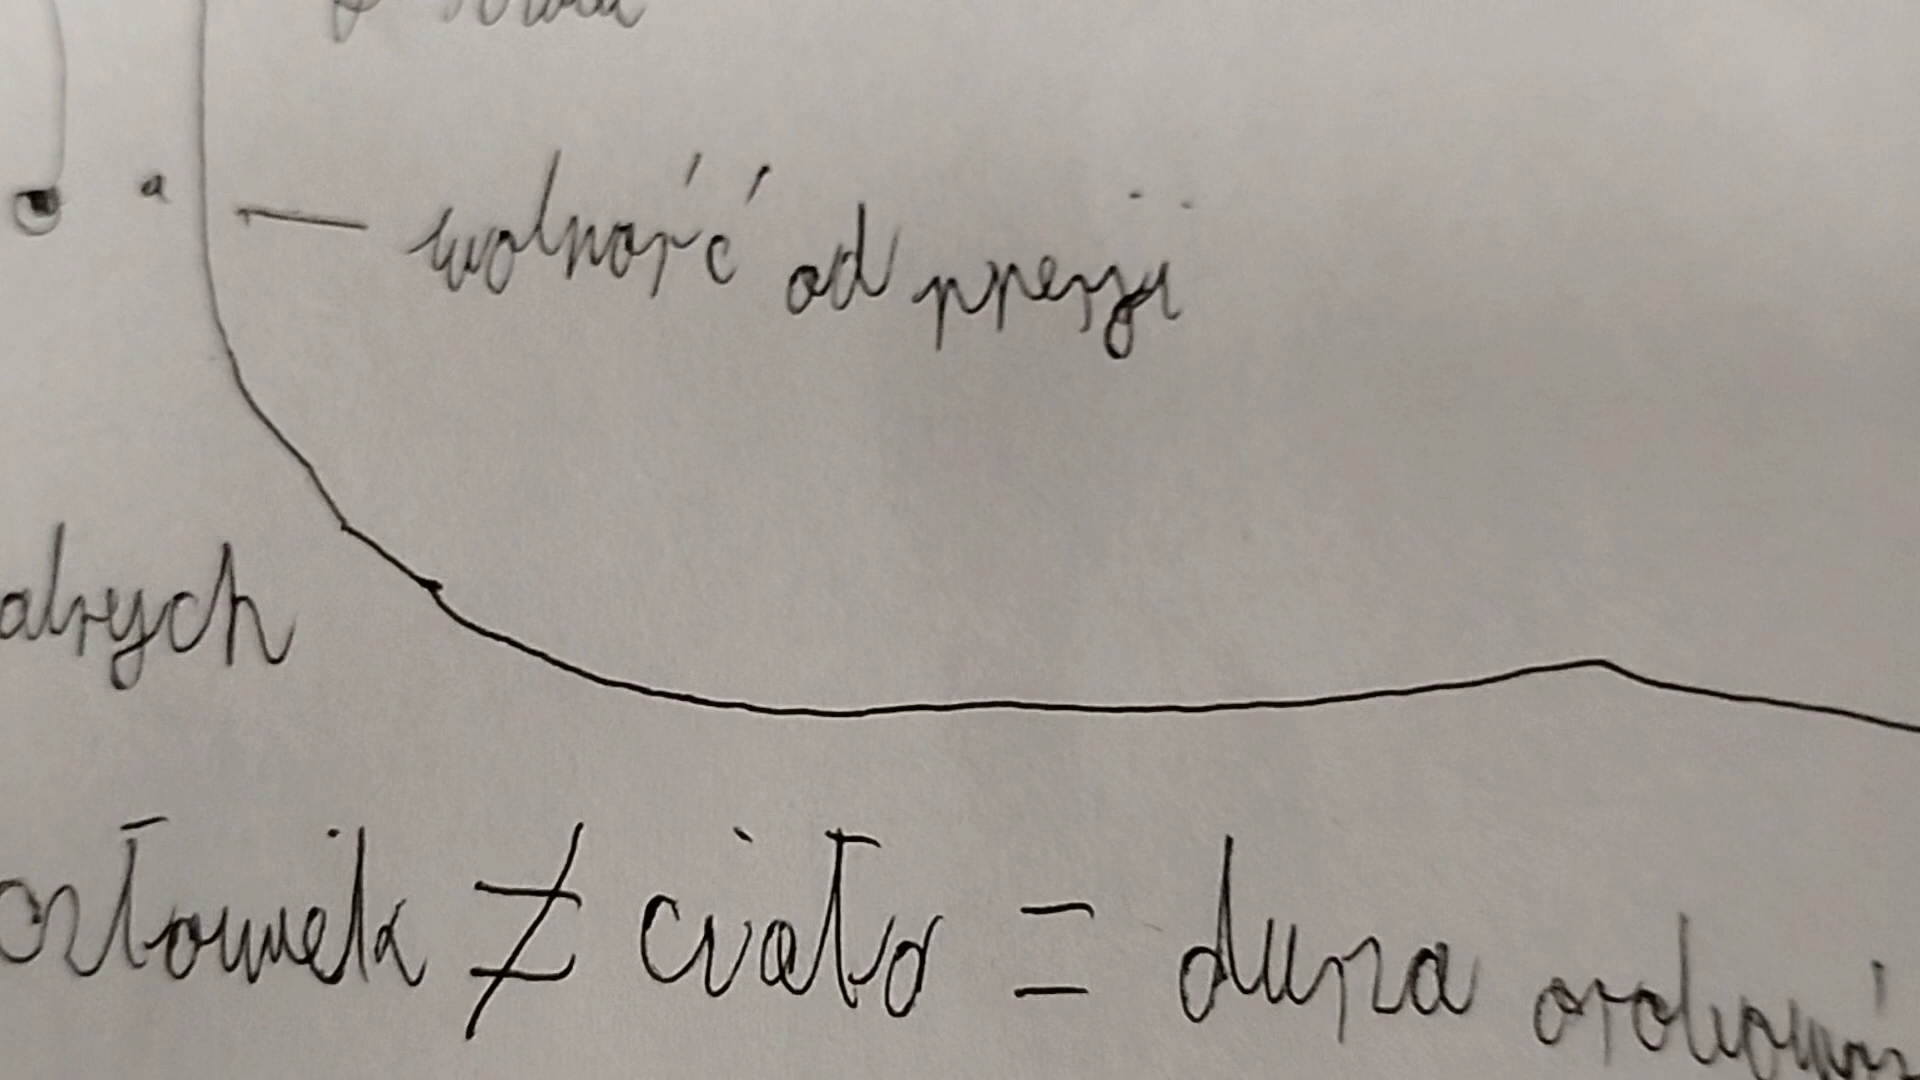 — wolność od presji
alnych
człowiek ≠ ciało = dusza